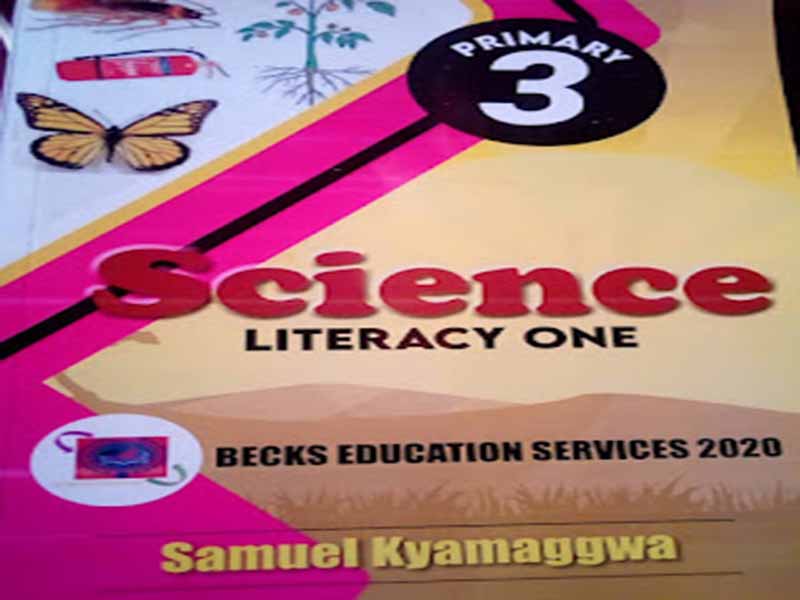 PRIMARY
3
Science
LITERACY ONE
BECKS EDUCATION SERVICES 2020
Samuel Kyamaggwa